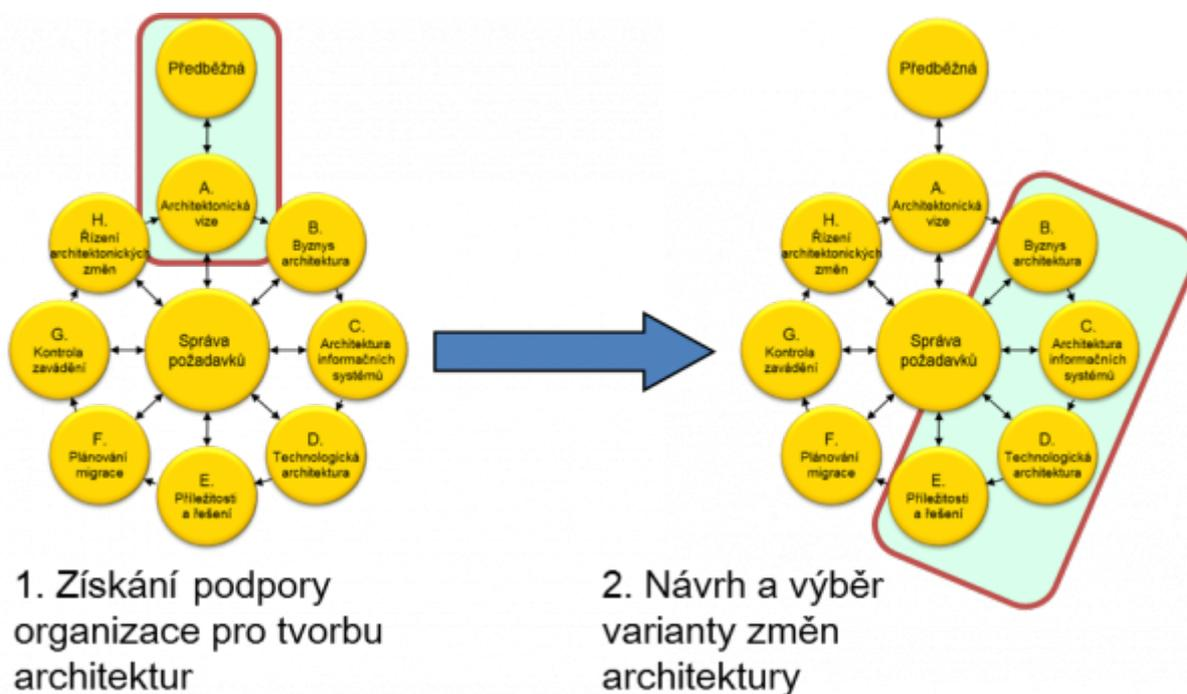 Předběžná
A.
Architektonická
vize
H.
Řízení
architektonických
změn
B.
Byznys
architektura
G.
Kontrola
zavádění
Správa
požadavků
C.
Architektura
informačních
systémů
F.
Plánování
migrace
D.
Technologická
architektura
E.
Příležitosti
a řešení
1. Získání podpory
organizace pro tvorbu
architektur
Předběžná
A.
Architektonická
vize
H.
Řízení
architektonických
změn
B.
Byznys
architektura
G.
Kontrola
zavádění
Správa
požadavků
C.
Architektura
informačních
systémů
F.
Plánování
migrace
D.
Technologická
architektura
E.
Příležitosti
a řešení
2. Návrh a výběr
varianty změn
architektury